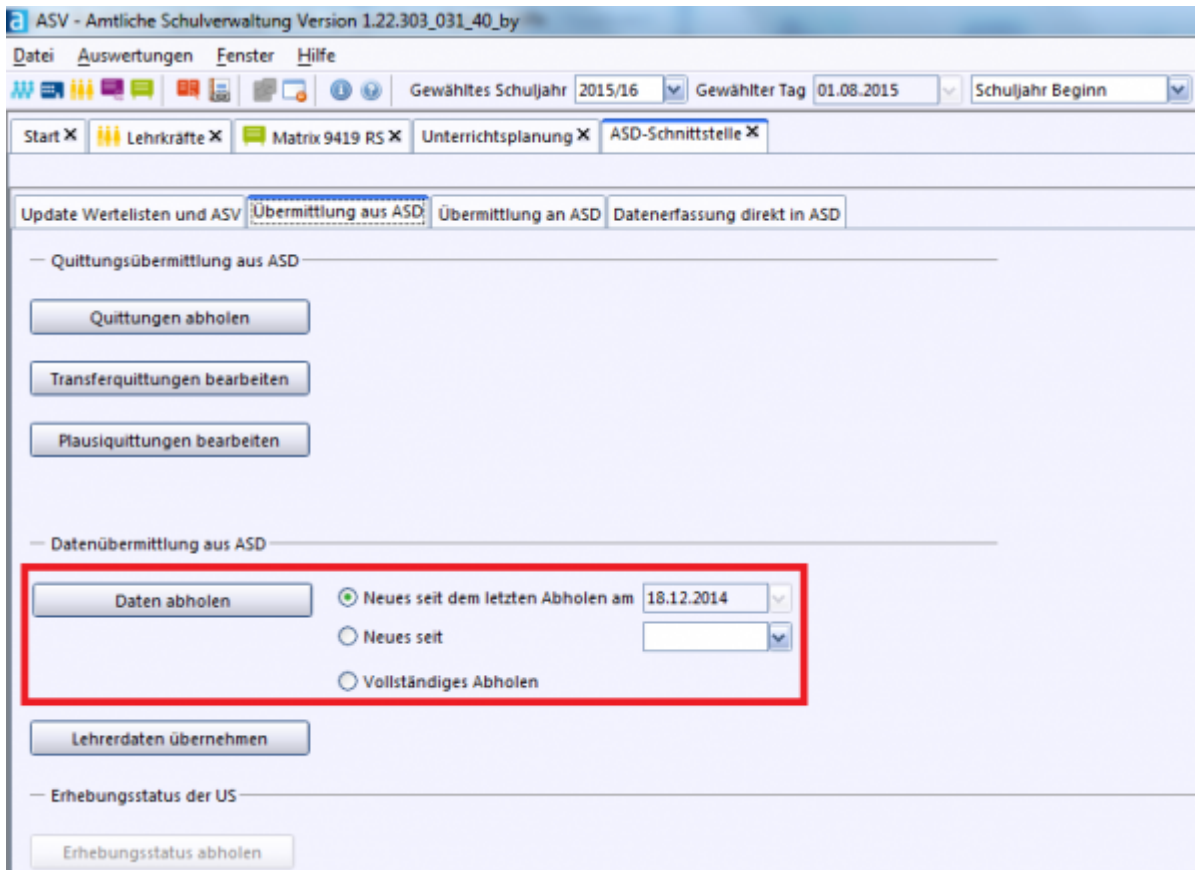 ASV - Amtliche Schulverwaltung Version 1.22.303_031_40_by
Datei Auswertungen Fenster Hilfe
Gewähltes Schuljahr 2015/16 Gewählter Tag 01.08.2015 Schuljahr Beginn
Start Lehrkräfte Matrix 9419 RS Unterrichtsplanung ASD-Schnittstelle
Update Wertelisten und ASV Übermittlung aus ASD Übermittlung an ASD Datenerfassung direkt in ASD
Quittungsübermittlung aus ASD
Quittungen abholen
Transferquittungen bearbeiten
Plausiquittungen bearbeiten
Datenübermittlung aus ASD
Daten abholen Neues seit dem letzten Abholen am 18.12.2014
Neues seit
Vollständiges Abholen
Lehrerdaten übernehmen
Erhebungsstatus der US
Erhebungsstatus abholen